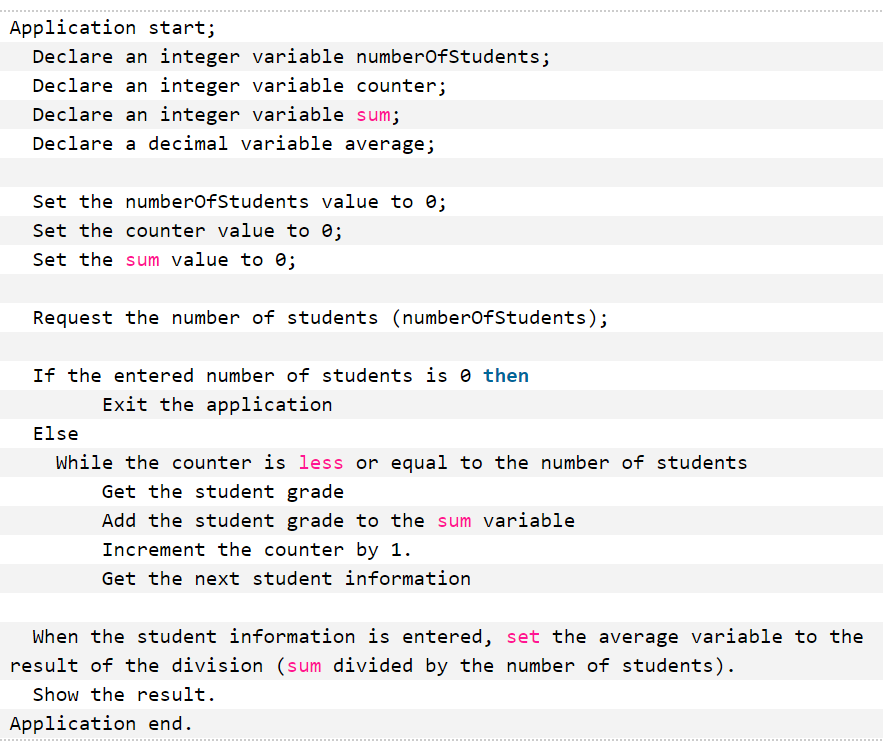 Application start;
Declare an integer variable numberOfStudents;
Declare an integer variable counter;
Declare an integer variable sum;
Declare a decimal variable average;
Set the numberOfStudents value to 0;
Set the counter value to 0;
Set the sum value to 0;
Request the number of students (numberOfStudents);
If the entered number of students is 0 then
Exit the application
Else
While the counter is less or equal to the number of students
Get the student grade
Add the student grade to the sum variable
Increment the counter by 1.
Get the next student information
When the student information is entered, set the average variable to the
result of the division (sum divided by the number of students).
Show the result.
Application end.